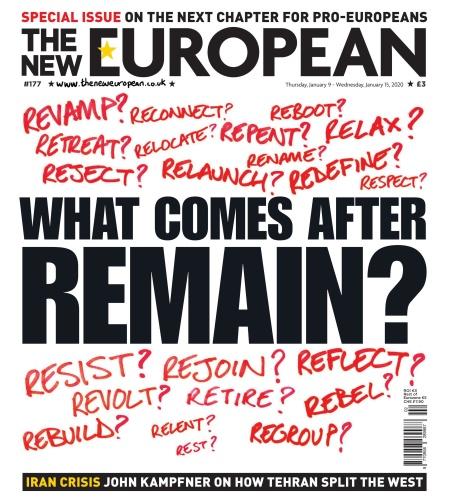 SPECIAL ISSUE ON THE NEXT CHAPTER FOR PRO-EUROPEANS
THE NEW EUROPEAN
#177 ★ www.theneweuropean.co.uk ★ Thursday, January 9 - Wednesday, January 15, 2020 ★ £3
REVAMP? RECONNECT? REBOOT?
RETREAT? RELOCATE? REPENT? RELAX?
RENAME?
REJECT? RELAUNCH? REDEFINE?
RESPECT?
WHAT COMES AFTER
REMAIN?
RESIST? REJOIN? REFLECT?
REVOLT? RETIRE? REBEL?
REBUILD? RELENT? REGROUP?
REST?
IRAN CRISIS JOHN KAMPFNER ON HOW TEHRAN SPLIT THE WEST